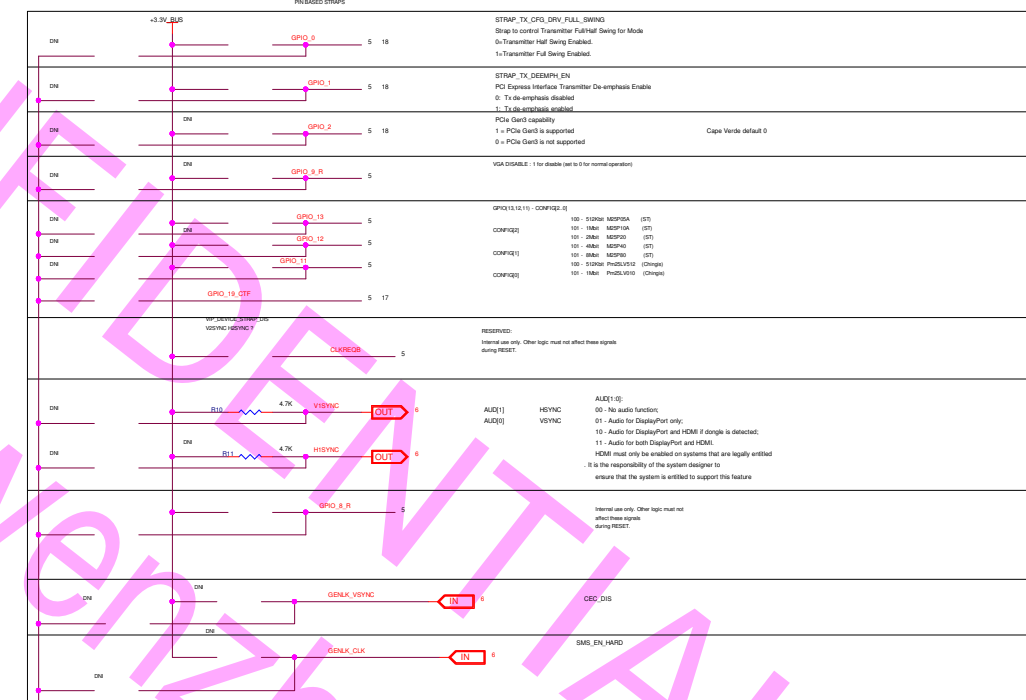 PIN BASED STRAPS
+3.3V_BUS
DNI
GPIO_0
5 18
STRAP_TX_CFG_DRV_FULL_SWING
Strap to control Transmitter Full/Half Swing for Mode
0=Transmitter Half Swing Enabled.
1=Transmitter Full Swing Enabled.
DNI
GPIO_1
5 18
STRAP_TX_DEEMPH_EN
PCI Express Interface Transmitter De-emphasis Enable
0: Tx de-emphasis disabled
1: Tx de-emphasis enabled
DNI
DNI
GPIO_2
5 18
PCIe Gen3 capability
1 = PCIe Gen3 is supported
0 = PCIe Gen3 is not supported
Cape Verde default 0
DNI
DNI
GPIO_9_R
5
VGA DISABLE : 1 for disable (set to 0 for normal operation)
DNI
GPIO_13
5
DNI
GPIO_12
5
DNI
GPIO_11
5
GPIO(13,12,11) - CONFIG[2..0]
CONFIG[2]
CONFIG[1]
CONFIG[0]
100 - 512Kbit M25P05A (ST)
101 - 1Mbit M25P10A (ST)
101 - 2Mbit M25P20 (ST)
101 - 4Mbit M25P40 (ST)
101 - 8Mbit M25P80 (ST)
100 - 512Kbit Pm25LV512 (Chingis)
101 - 1Mbit Pm25LV010 (Chingis)
GPIO_19_CTF
5 17
VIP_DEVICE_STRAP_DIS
V2SYNC H2SYNC ?
CLKREQB
5
RESERVED:
Internal use only. Other logic must not affect these signals
during RESET.
DNI
R10
4.7K
V1SYNC
OUT
6
DNI
DNI
R11
4.7K
H1SYNC
OUT
6
AUD[1]
HSYNC
AUD[0]
VSYNC
AUD[1:0]:
00 - No audio function;
01 - Audio for DisplayPort only;
10 - Audio for DisplayPort and HDMI if dongle is detected;
11 - Audio for both DisplayPort and HDMI.
HDMI must only be enabled on systems that are legally entitled
. It is the responsibility of the system designer to
ensure that the system is entitled to support this feature
GPIO_8_R
5
Internal use only. Other logic must not
affect these signals
during RESET.
DNI
DNI
GENLK_VSYNC
IN
6
CEC_DIS
DNI
GENLK_CLK
IN
6
SMS_EN_HARD
DNI
FIDENTIAL